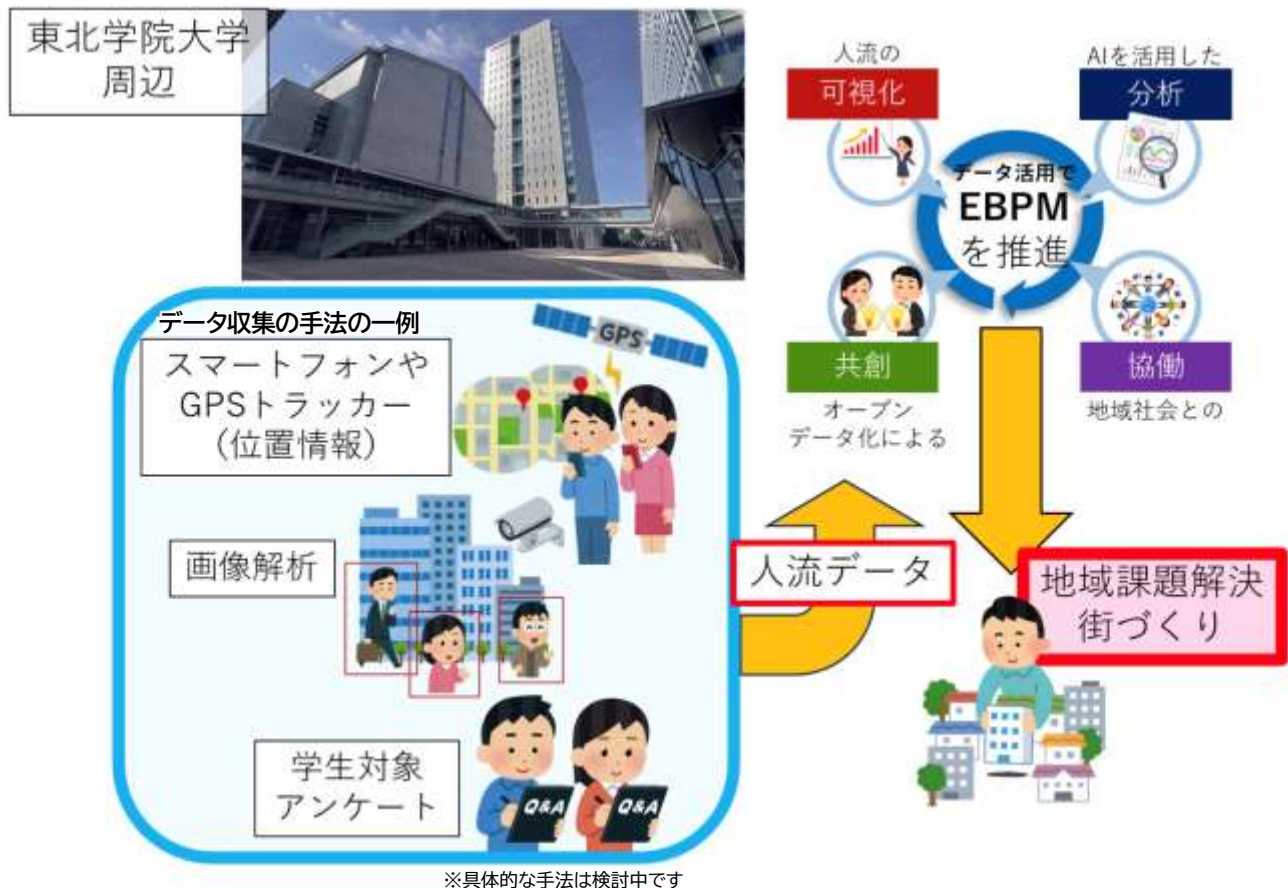 東北学院大学
周辺
データ収集の手法の一例
スマートフォンや
GPSトラッカー
（位置情報）
GPS
画像解析
学生対象
アンケート
Q&A
Q&A
※具体的な手法は検討中です
人流データ
人流の
可視化
AIを活用した
分析
データ活用で
EBPM
を推進
共創
オープン
データ化による
協働
地域社会との
地域課題解決
街づくり